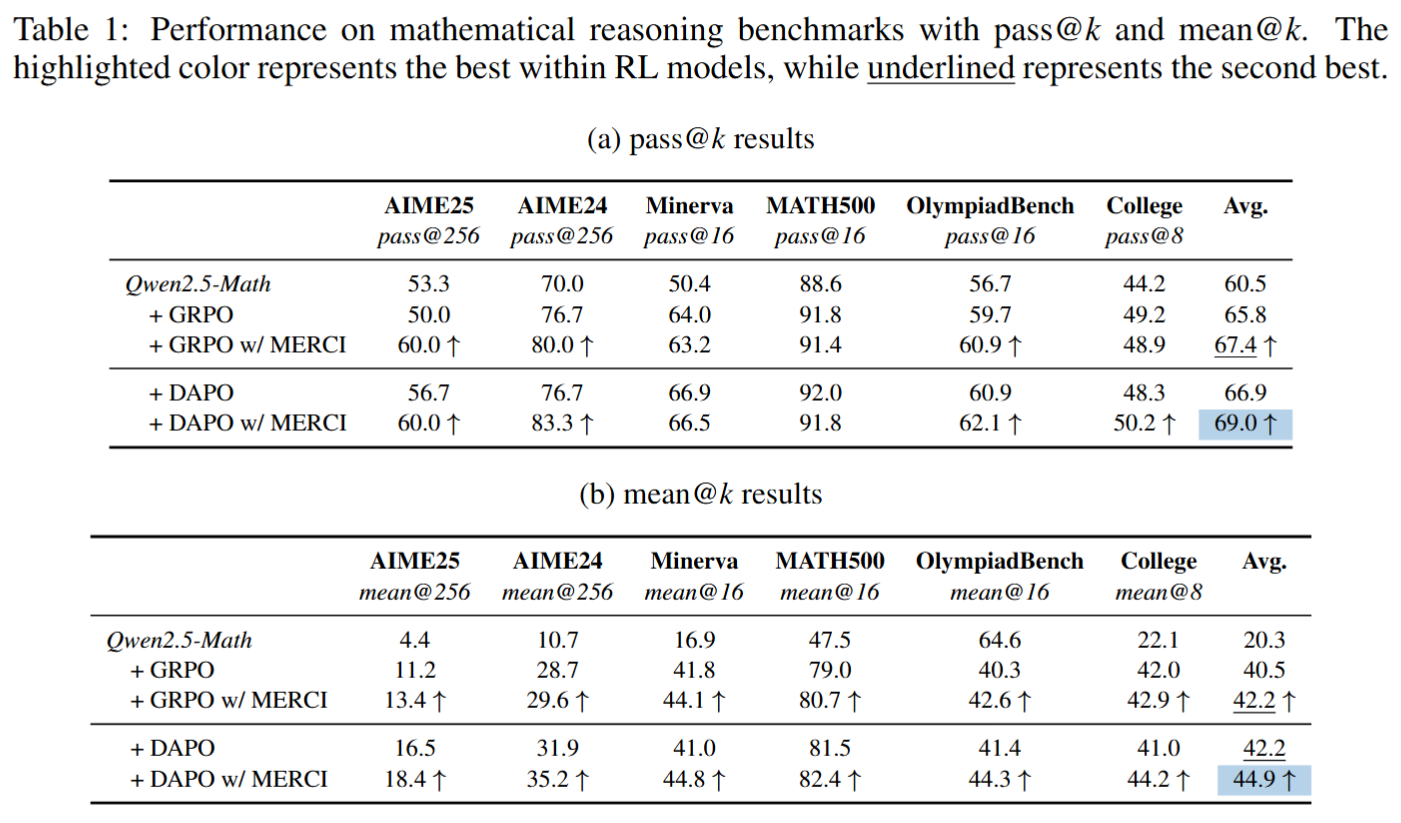 Table 1: Performance on mathematical reasoning benchmarks with pass@k and mean@k. The
highlighted color represents the best within RL models, while underlined represents the second best.
(a) pass@k results
AIME25 AIME24 Minerva MATH500 OlympiadBench College Avg.
pass@256 pass@256 pass@16 pass@16 pass@16 pass@8
Qwen2.5-Math 53.3 70.0 50.4 88.6 56.7 44.2 60.5
+ GRPO 50.0 76.7 64.0 91.8 59.7 49.2 65.8
+ GRPO w/ MERCI 60.0 ↑ 80.0 ↑ 63.2 91.4 60.9 ↑ 48.9 67.4 ↑
+ DAPO 56.7 76.7 66.9 92.0 60.9 48.3 66.9
+ DAPO w/ MERCI 60.0 ↑ 83.3 ↑ 66.5 91.8 62.1 ↑ 50.2 ↑ 69.0 ↑
(b) mean@k results
AIME25 AIME24 Minerva MATH500 OlympiadBench College Avg.
mean@256 mean@256 mean@16 mean@16 mean@16 mean@8
Qwen2.5-Math 4.4 10.7 16.9 47.5 64.6 22.1 20.3
+ GRPO 11.2 28.7 41.8 79.0 40.3 42.0 40.5
+ GRPO w/ MERCI 13.4 ↑ 29.6 ↑ 44.1 ↑ 80.7 ↑ 42.6 ↑ 42.9 ↑ 42.2 ↑
+ DAPO 16.5 31.9 41.0 81.5 41.4 41.0 42.2
+ DAPO w/ MERCI 18.4 ↑ 35.2 ↑ 44.8 ↑ 82.4 ↑ 44.3 ↑ 44.2 ↑ 44.9 ↑